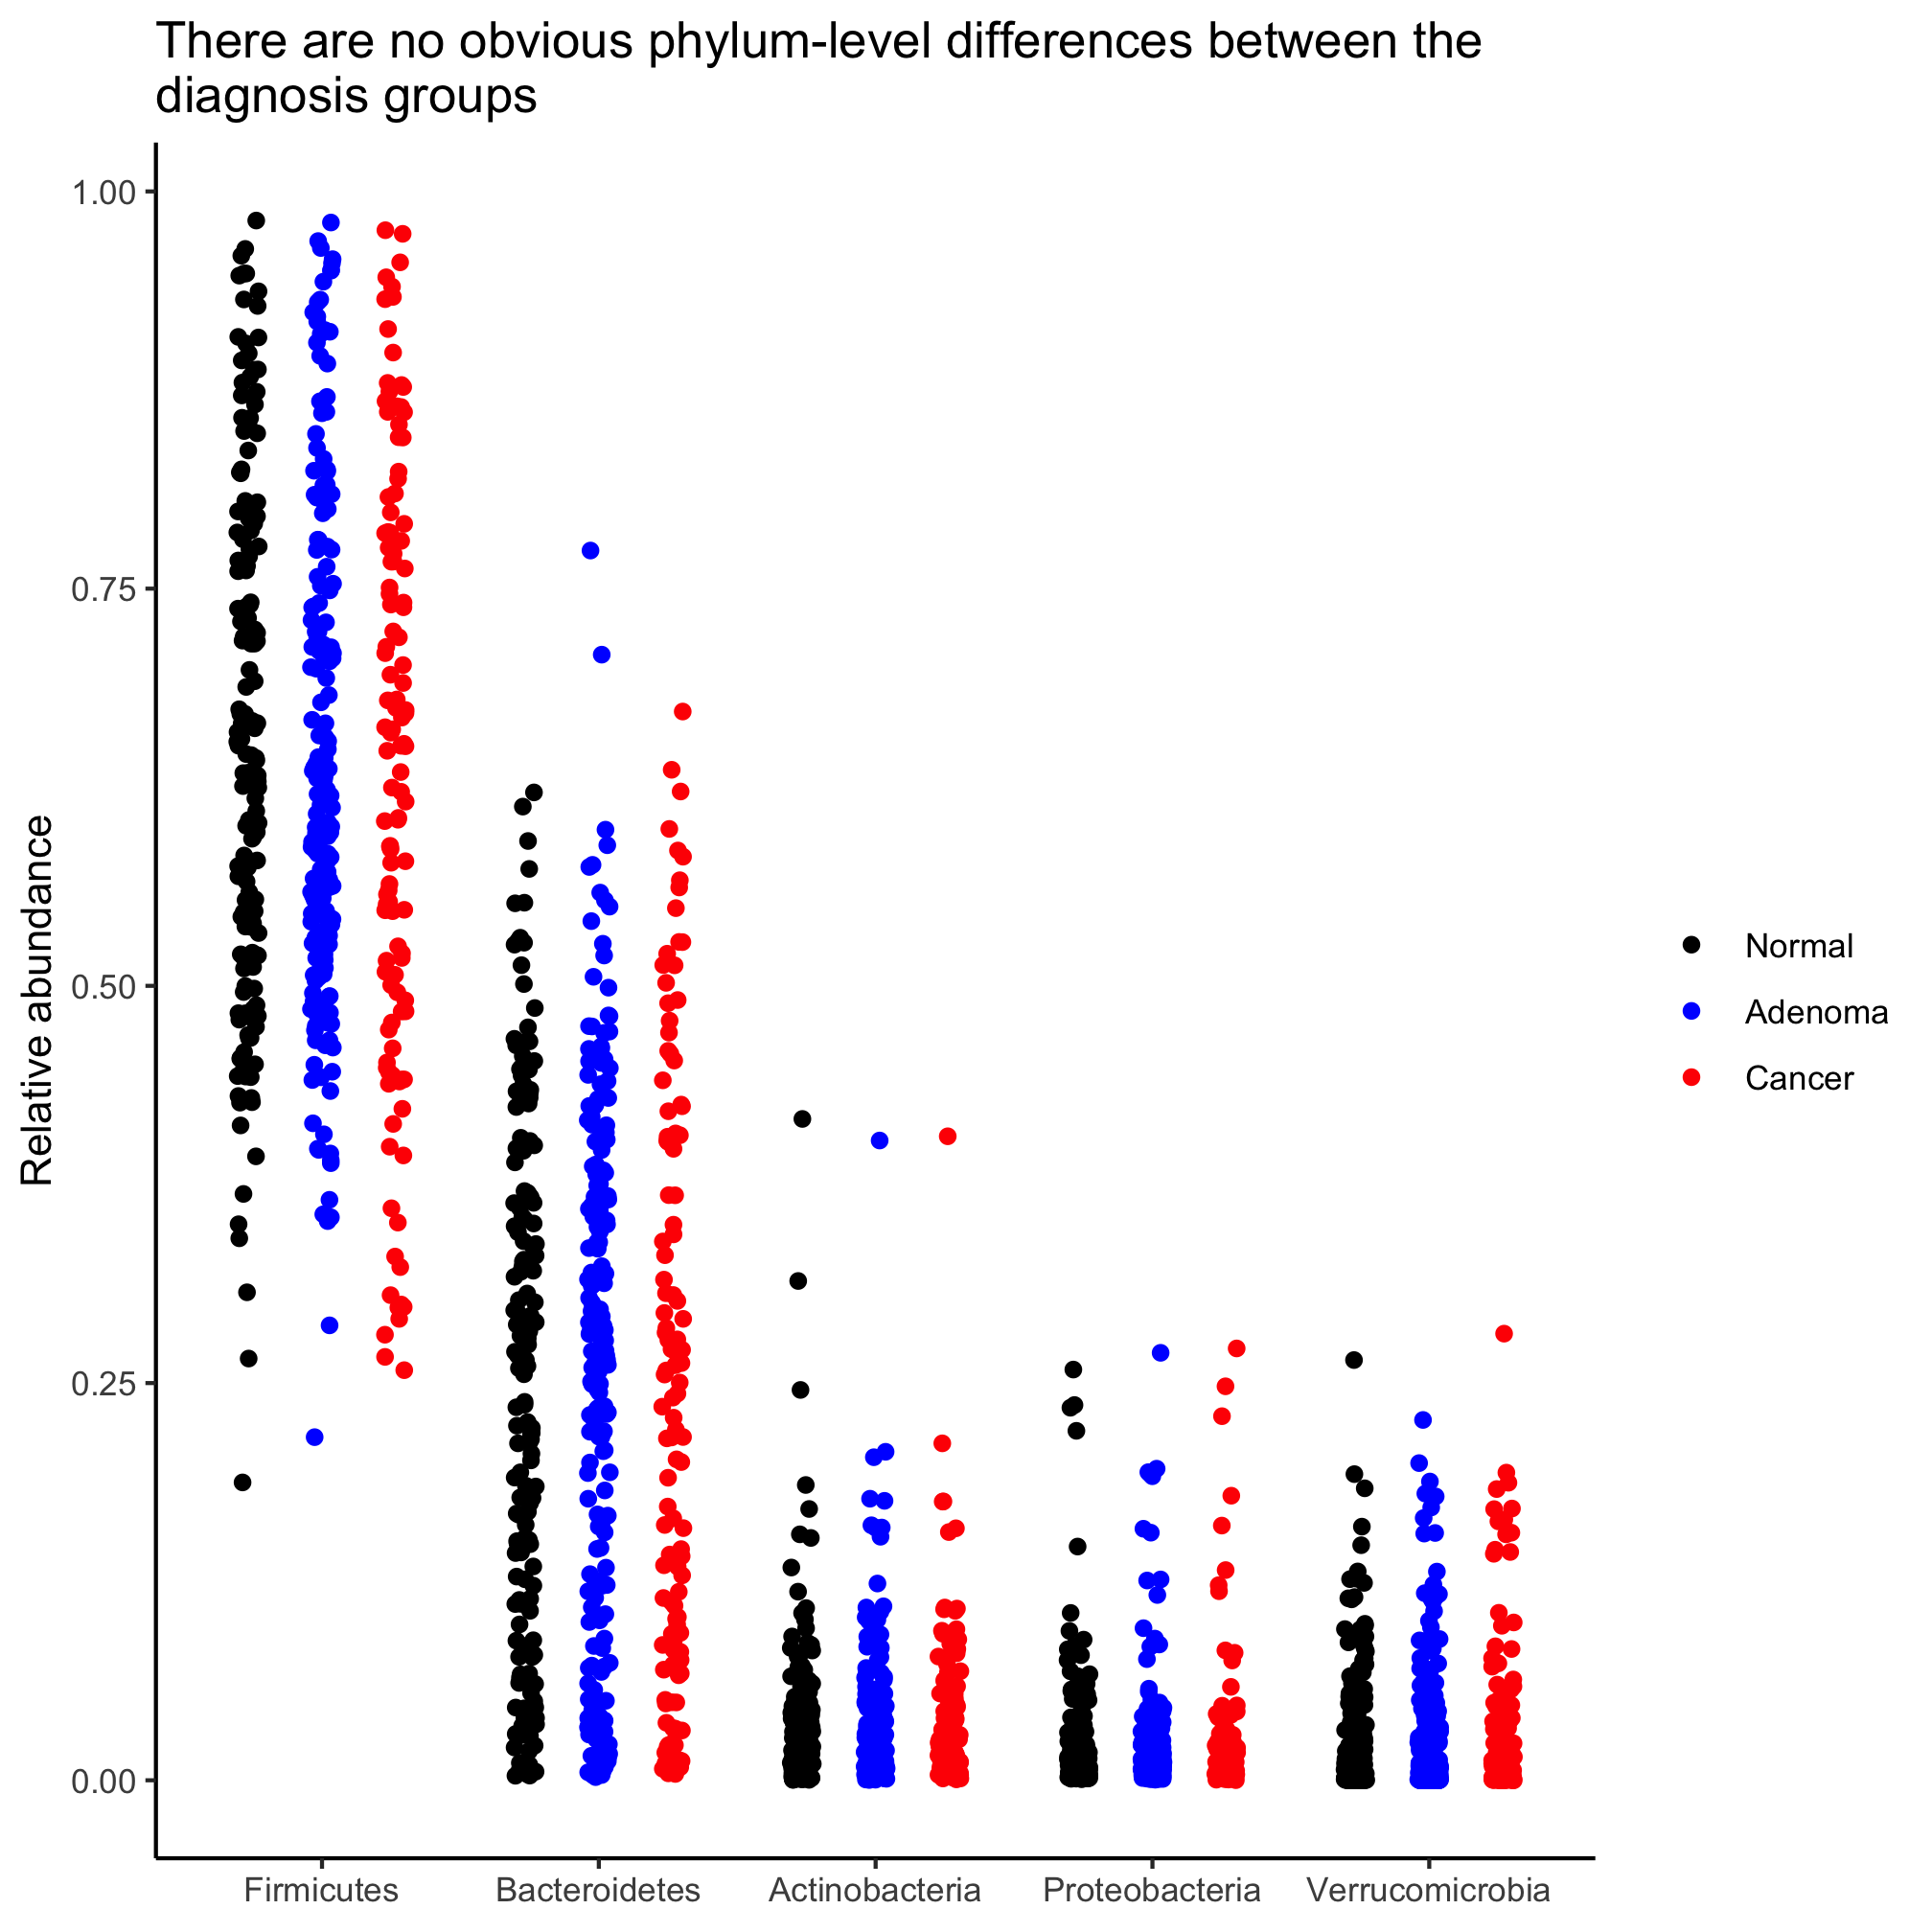 There are no obvious phylum-level differences between the
diagnosis groups
1.00
0.75
0.50
0.25
0.00
Relative abundance
Firmicutes
Bacteroidetes
Actinobacteria
Proteobacteria
Verrucomicrobia
Normal
Adenoma
Cancer